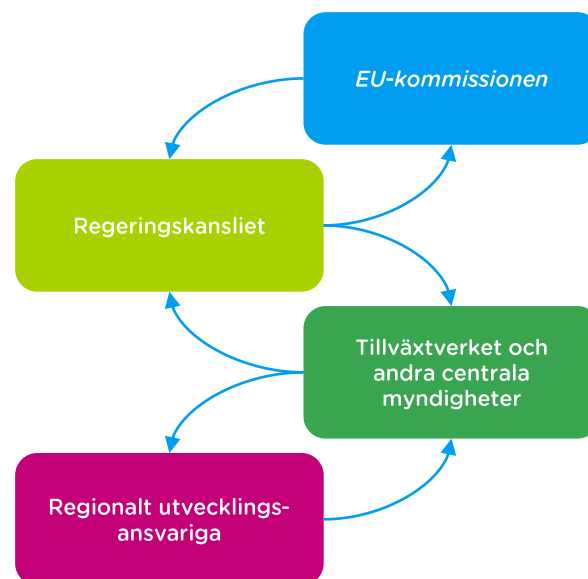 EU-kommissionen
Regeringskansliet
Tillväxtverket och
andra centrala
myndigheter
Regionalt utvecklings-
ansvariga